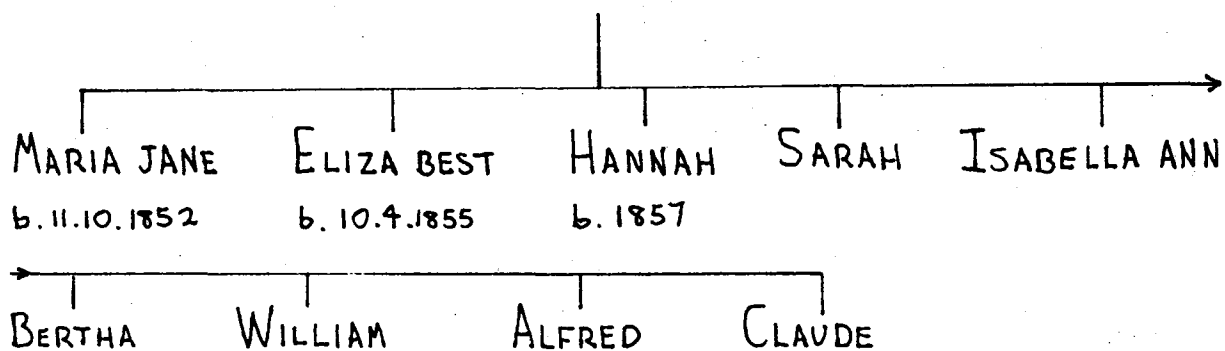 MARIA JANE ELIZA BEST HANNAH SARAH ISABELLA ANN
b. 11.10.1852 b. 10.4.1855 b. 1857
BERTHA WILLIAM ALFRED CLAUDE